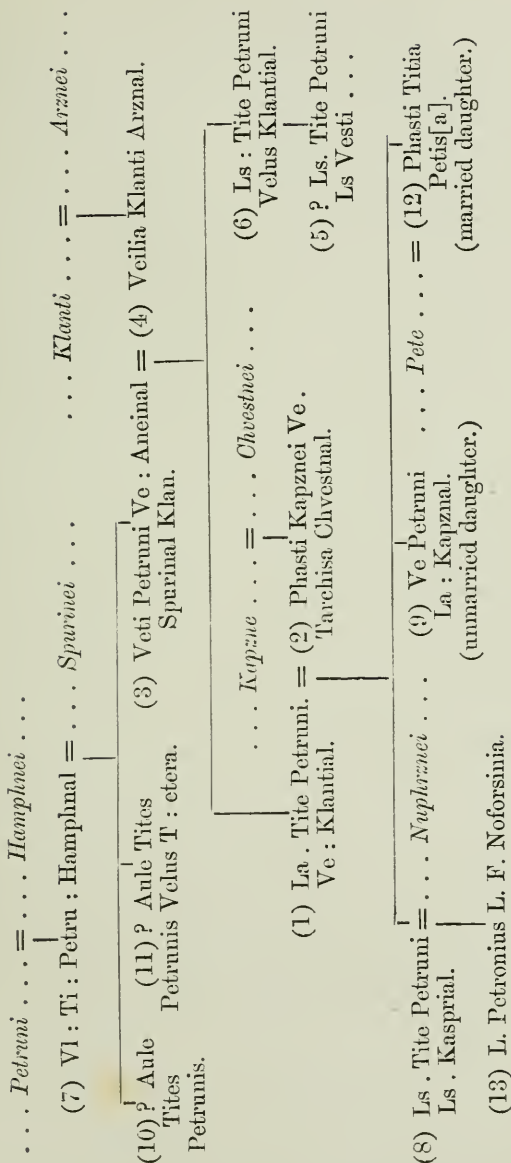 . . . Petruni . . . = . . . Hamphnei . . .
(7) Vl : Ti : Petru : Hamphnal = . . . Spurinei . . .
. . . Klanti . . . = . . . Arznei . . .
(10) ? Aule
Tites
Petrunis.
(11) ? Aule Tites
Petrunis Velus T : etera.
(3) Veti Petruni Ve : Aneinal = (4) Veilia Klanti Arznal.
Spurinal Klan.
. . . Kapzne . . . = . . . Chvestnei . . .
(1) La . Tite Petruni. = (2) Phasti Kapznei Ve .
Ve : Klantial.
Tarchisa Chvestnal.
(6) Ls : Tite Petruni
Velus Klantial.
(5) ? Ls. Tite Petruni
Ls Vesti . . .
(8) Ls . Tite Petruni = . . . Nuphrznei . . .
Ls . Kasprial.
(9) Ve Petruni
La : Kapznal.
(unmarried daughter.)
. . . Pete . . . = (12) Phasti Titia
Petis[a].
(married daughter.)
(13) L. Petronius L. F. Noforsinia.